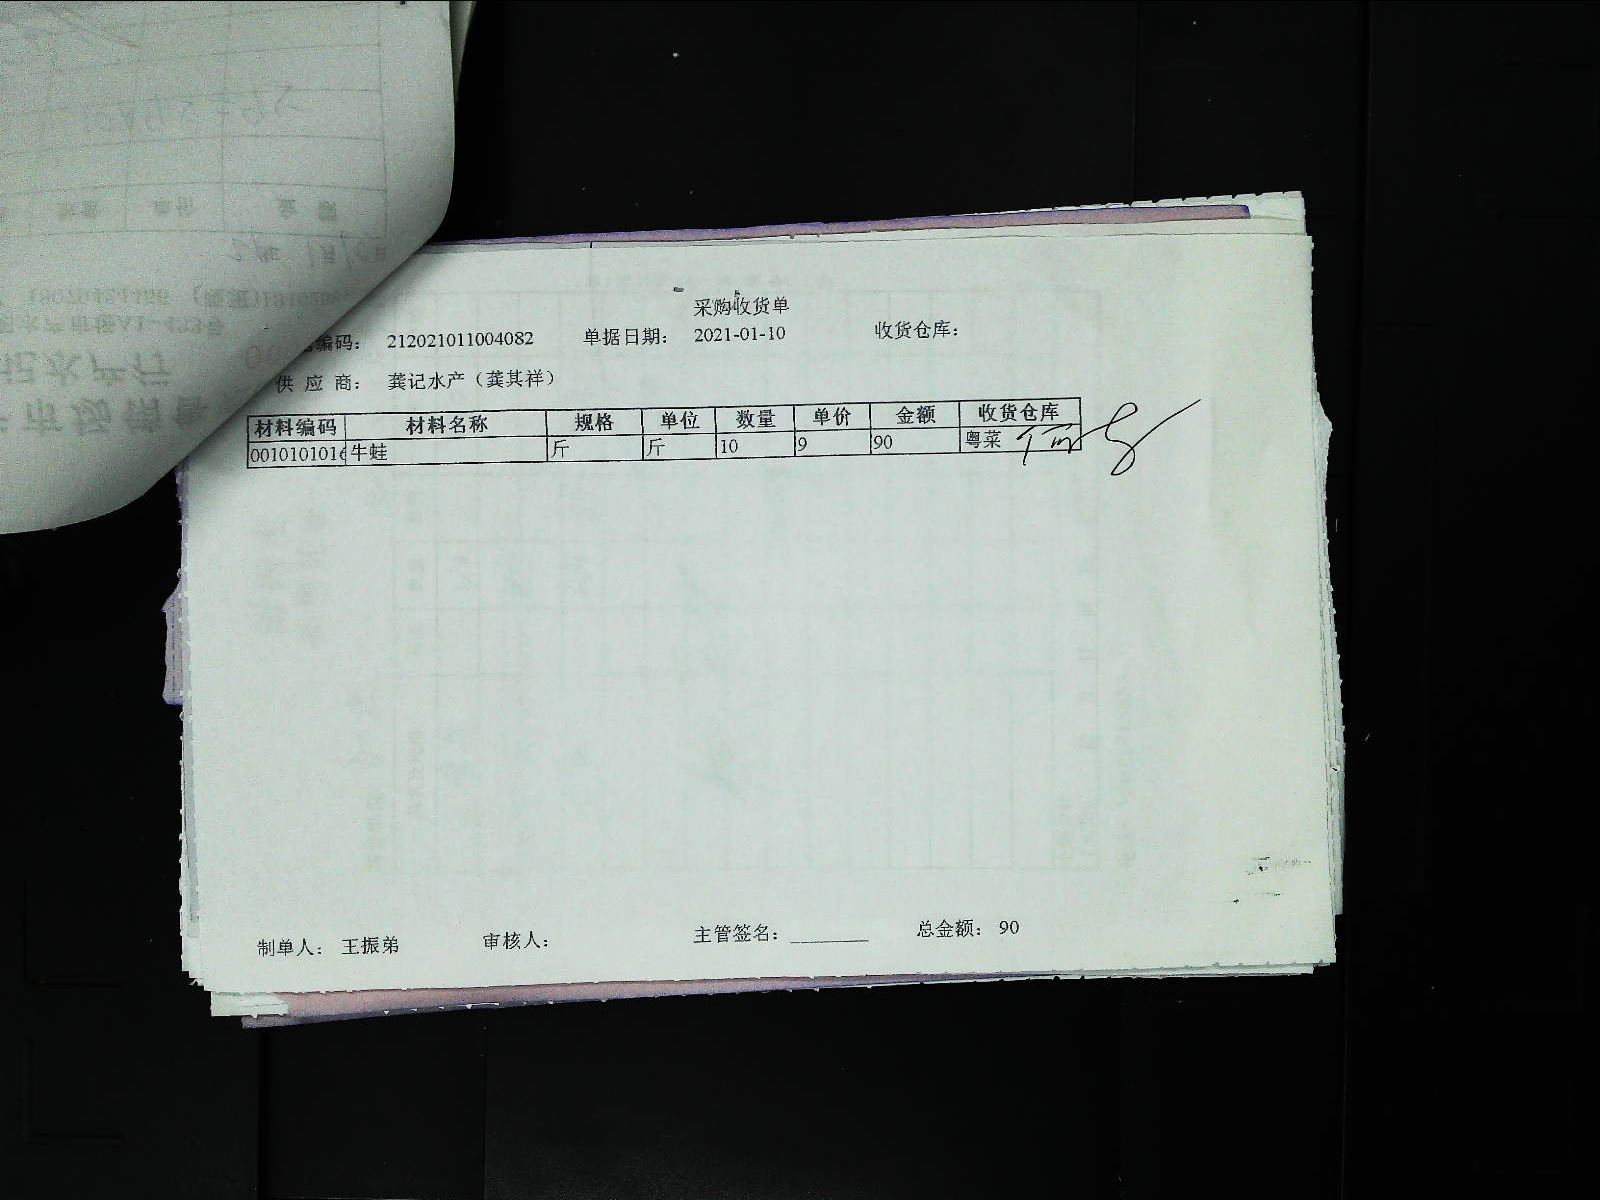 采购收货单
编码： 212021011004082 单据日期： 2021-01-10 收货仓库：
供 应 商： 龚记水产（龚其祥）
材料编码 材料名称 规格 单位 数量 单价 金额 收货仓库
001010101 牛蛙 斤 斤 10 9 90 粤菜
制单人： 王振弟 审核人： 主管签名： 总金额： 90